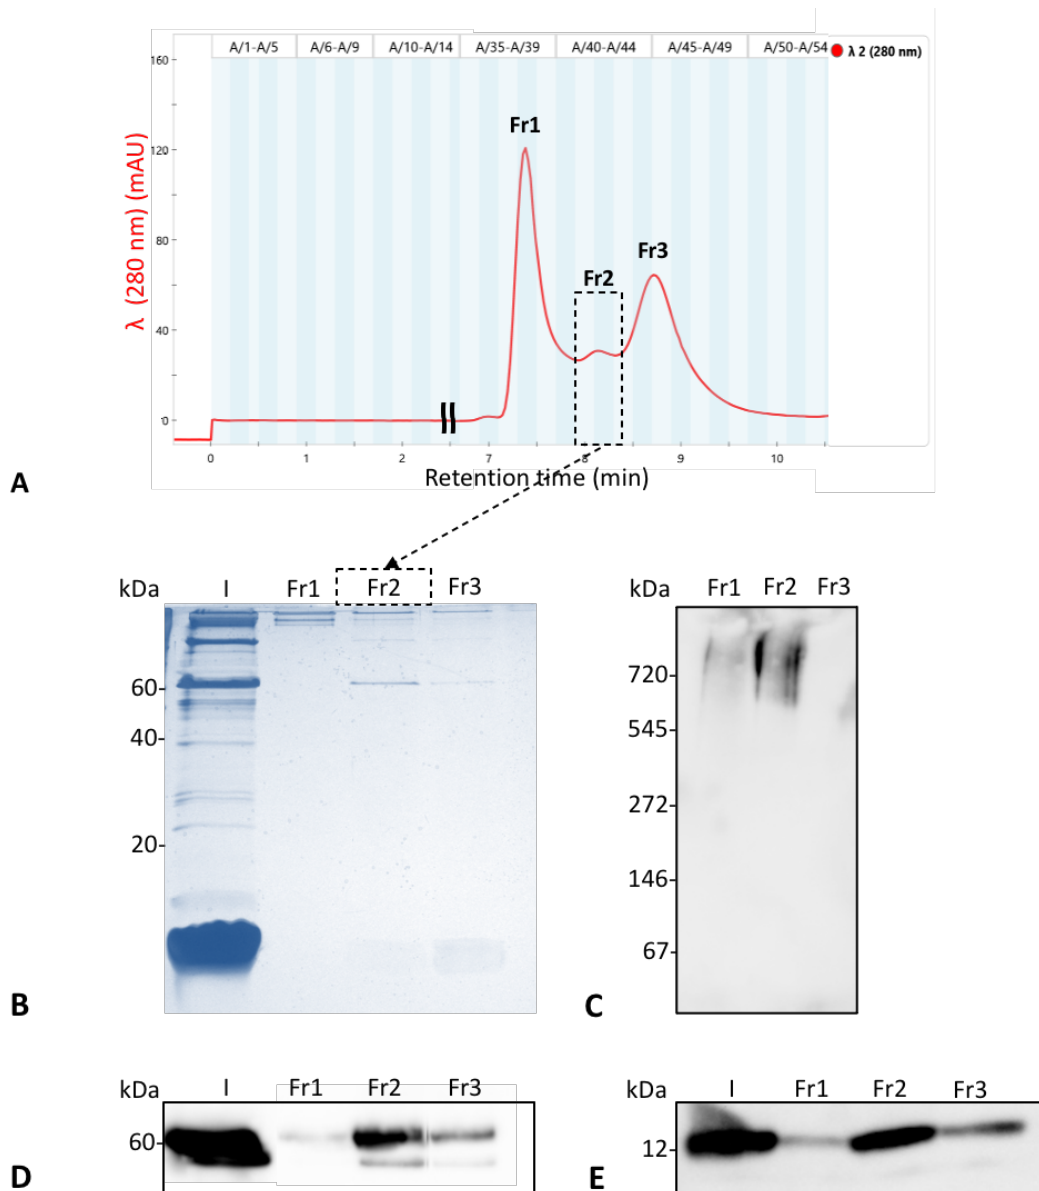 A/1-A/5 A/6-A/9 A/10-A/14 A/35-A/39 A/40-A/44 A/45-A/49 A/50-A/54
λ 2 (280 nm)
160
120
80
40
0
λ (280 nm) (mAU)
Fr1
Fr2
Fr3
0 1 2 7 8 9 10
Retention time (min)
A
kDa I Fr1 Fr2 Fr3
60-
40-
20-
B
Fr1 Fr2 Fr3
kDa
720-
545-
272-
146-
67-
C
kDa I Fr1 Fr2 Fr3
60-
D
kDa I Fr1 Fr2 Fr3
12-
E